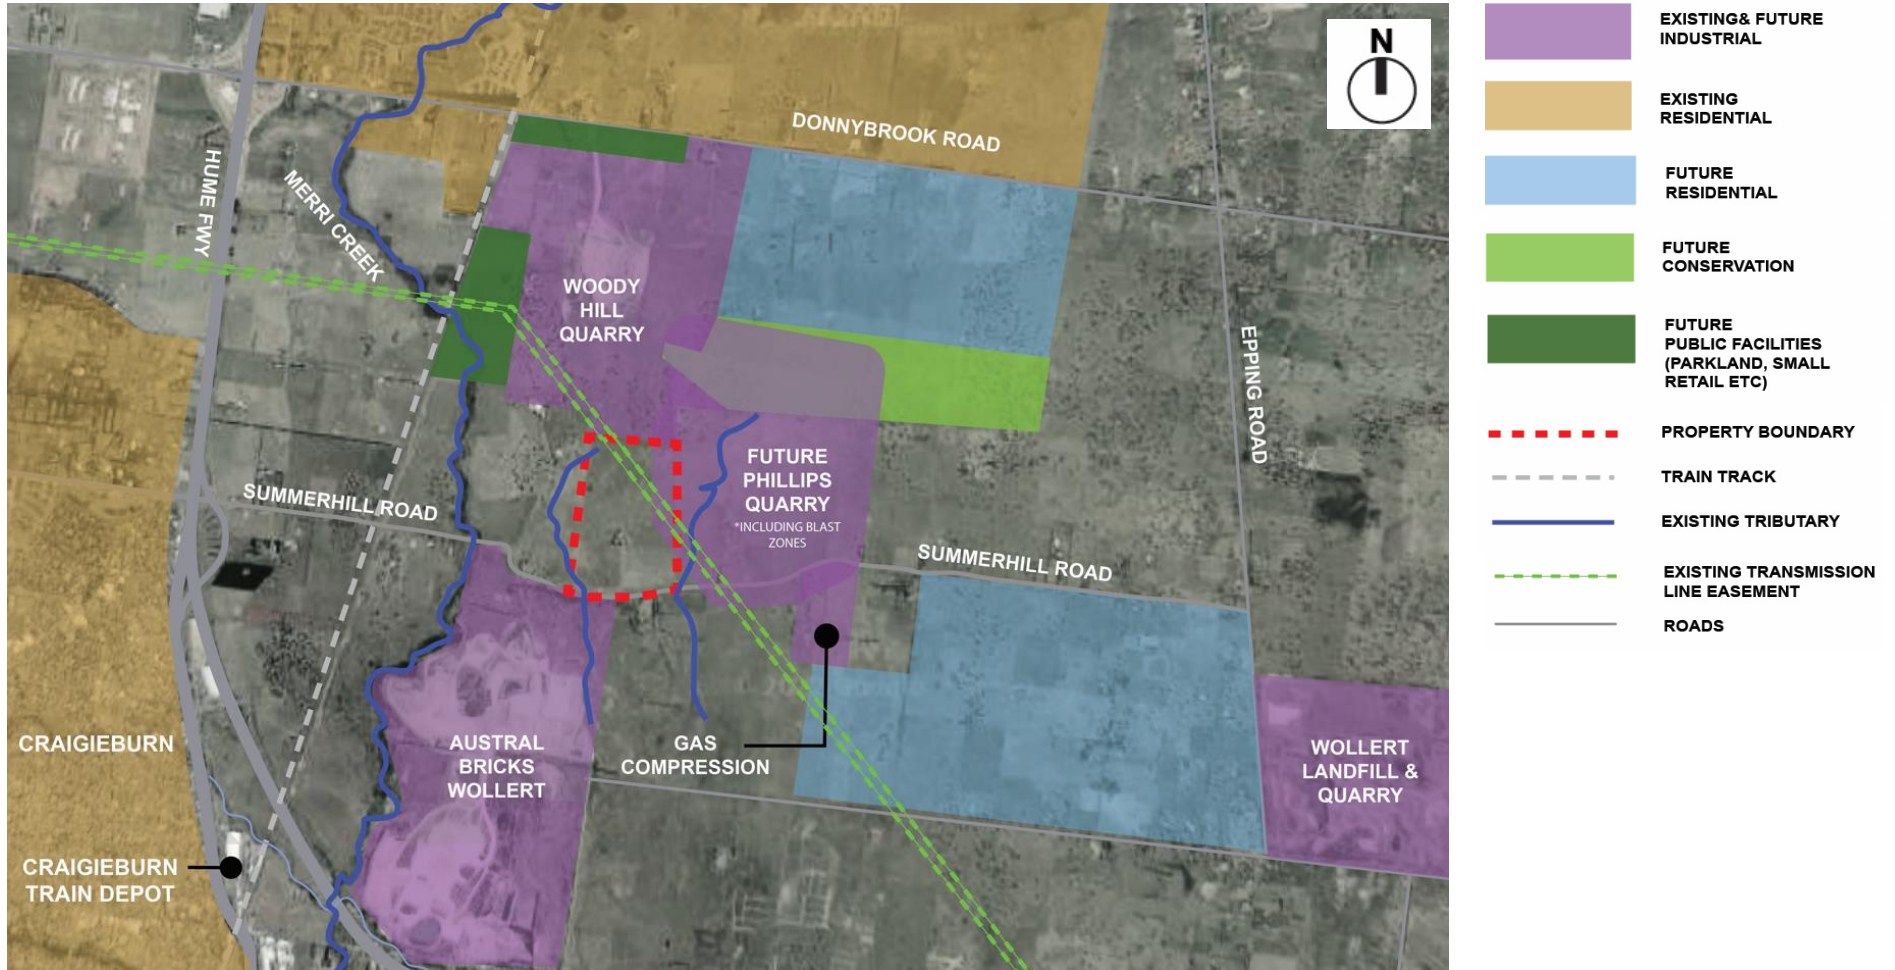 N
DONNYBROOK ROAD
HUME FWY
MERRI CREEK
WOODY
HILL
QUARRY
EPPING ROAD
SUMMERHILL ROAD
FUTURE
PHILLIPS
QUARRY
*INCLUDING BLAST
ZONES
SUMMERHILL ROAD
CRAIGIEBURN
AUSTRAL
BRICKS
WOLLERT
GAS
COMPRESSION
WOLLERT
LANDFILL &
QUARRY
CRAIGIEBURN
TRAIN DEPOT
EXISTING& FUTURE
INDUSTRIAL
EXISTING
RESIDENTIAL
FUTURE
RESIDENTIAL
FUTURE
CONSERVATION
FUTURE
PUBLIC FACILITIES
(PARKLAND, SMALL
RETAIL ETC)
PROPERTY BOUNDARY
TRAIN TRACK
EXISTING TRIBUTARY
EXISTING TRANSMISSION
LINE EASEMENT
ROADS